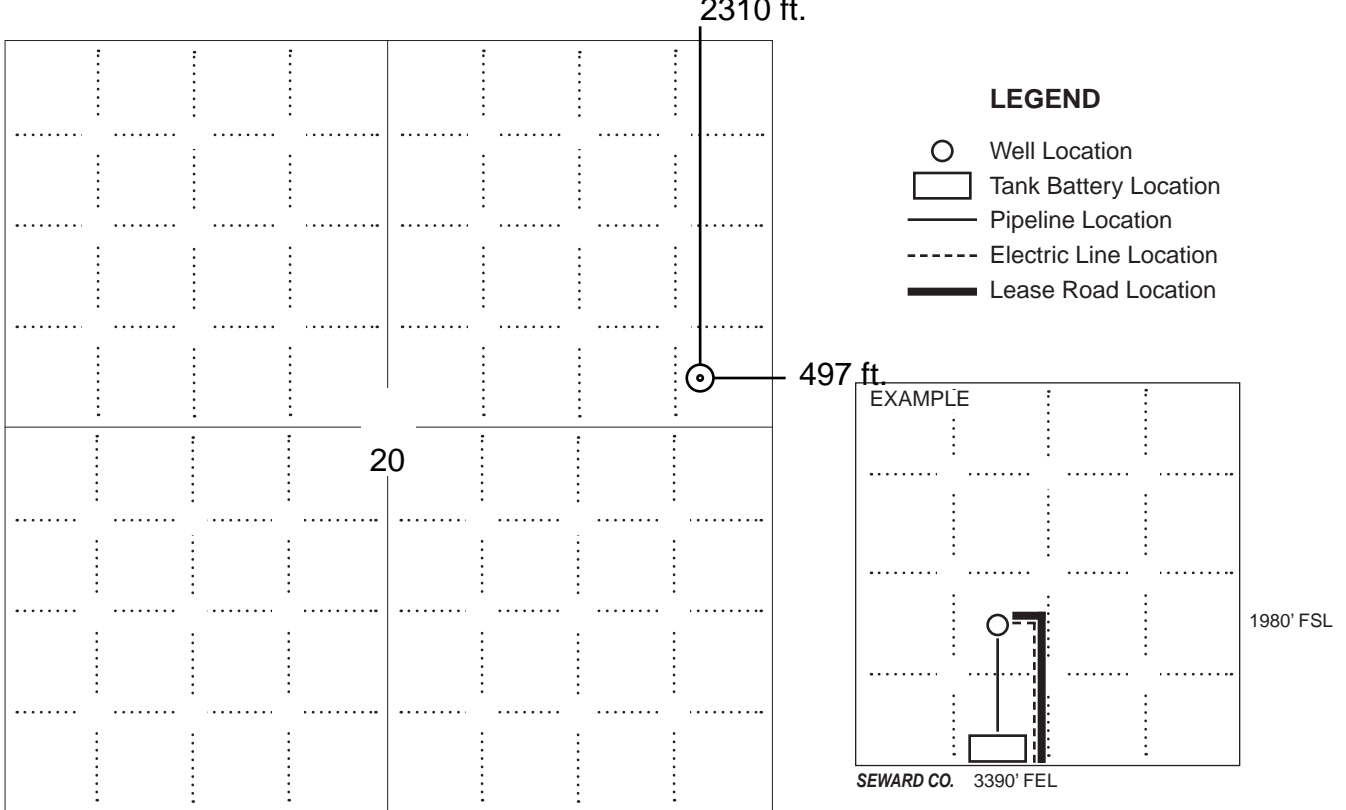 2310 ft.
LEGEND
Well Location
Tank Battery Location
Pipeline Location
Electric Line Location
Lease Road Location
497 ft.
EXAMPLE
20
1980' FSL
SEWARD CO. 3390' FEL